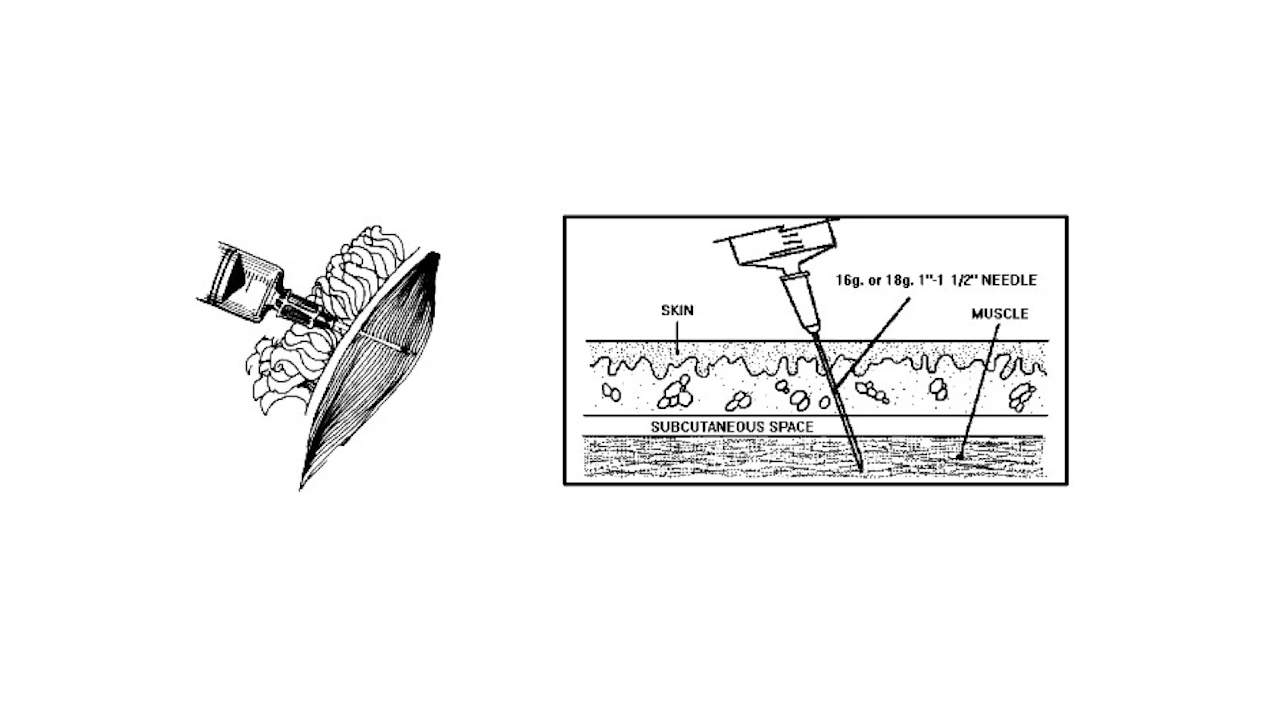 16g. or 18g. 1"-1 1/2" NEEDLE
SKIN
MUSCLE
SUBCUTANEOUS SPACE